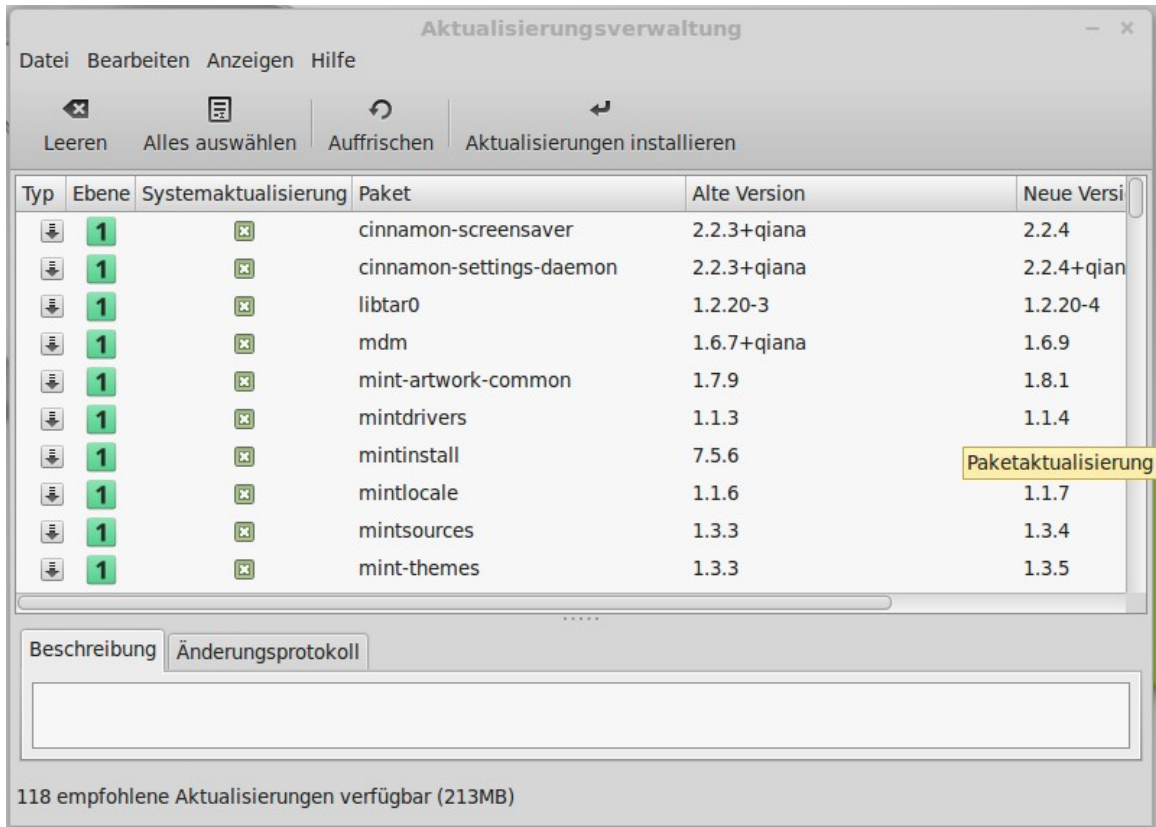 Aktualisierungsverwaltung
Datei Bearbeiten Anzeigen Hilfe
Leeren Alles auswählen Auffrischen Aktualisierungen installieren
Typ Ebene Systemaktualisierung Paket Alte Version Neue Versi
1 cinnamon-screensaver 2.2.3+qiana 2.2.4
1 cinnamon-settings-daemon 2.2.3+qiana 2.2.4+qian
1 libtar0 1.2.20-3 1.2.20-4
1 mdm 1.6.7+qiana 1.6.9
1 mint-artwork-common 1.7.9 1.8.1
1 mintdrivers 1.1.3 1.1.4
1 mintinstall 7.5.6 Paketaktualisierung
1 mintlocale 1.1.6 1.1.7
1 mintsources 1.3.3 1.3.4
1 mint-themes 1.3.3 1.3.5
Beschreibung Änderungsprotokoll
118 empfohlene Aktualisierungen verfügbar (213MB)